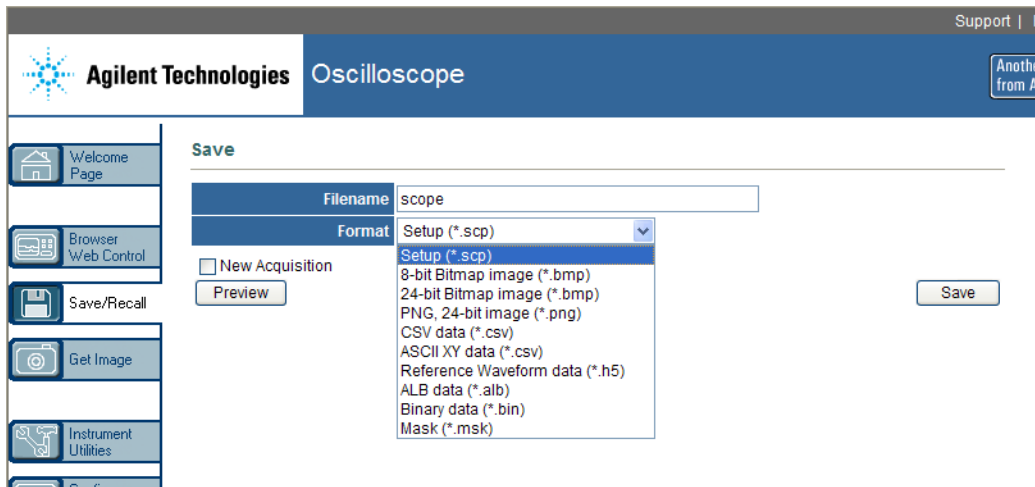 Support |
Agilent Technologies
Oscilloscope
Anothe
from A
Welcome
Page
Browser
Web Control
Save/Recall
Get Image
Instrument
Utilities
Save
Filename scope
Format Setup (*.scp)
Setup (*.scp)
8-bit Bitmap image (*.bmp)
24-bit Bitmap image (*.bmp)
PNG, 24-bit image (*.png)
CSV data (*.csv)
ASCII XY data (*.csv)
Reference Waveform data (*.h5)
ALB data (*.alb)
Binary data (*.bin)
Mask (*.msk)
New Acquisition
Preview
Save